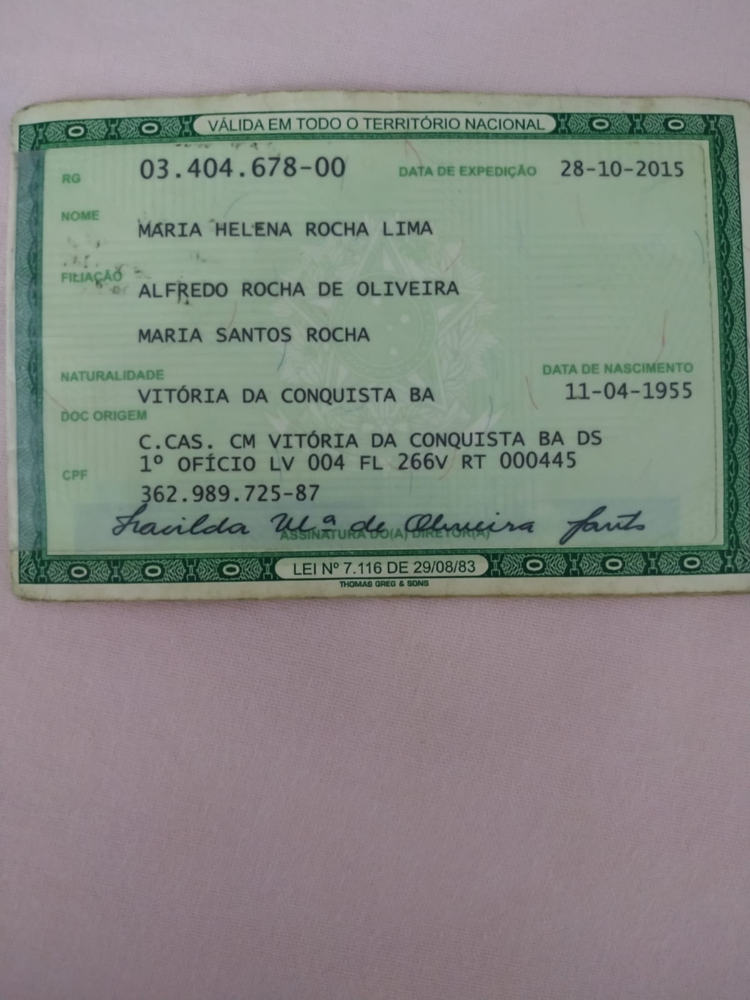 VÁLIDA EM TODO O TERRITÓRIO NACIONAL
RG 03.404.678-00 DATA DE EXPEDIÇÃO 28-10-2015
NOME
MARIA HELENA ROCHA LIMA
FILIAÇÃO
ALFREDO ROCHA DE OLIVEIRA
MARIA SANTOS ROCHA
NATURALIDADE DATA DE NASCIMENTO
VITÓRIA DA CONQUISTA BA 11-04-1955
DOC ORIGEM
C.CAS. CM VITÓRIA DA CONQUISTA BA DS
1º OFÍCIO LV 004 FL 266V RT 000445
CPF
362.989.725-87
Mª de Oliveira
ASSINATURA DO(A) DIRETOR(A)
LEI Nº 7.116 DE 29/08/83
THOMAS GREG & SONS